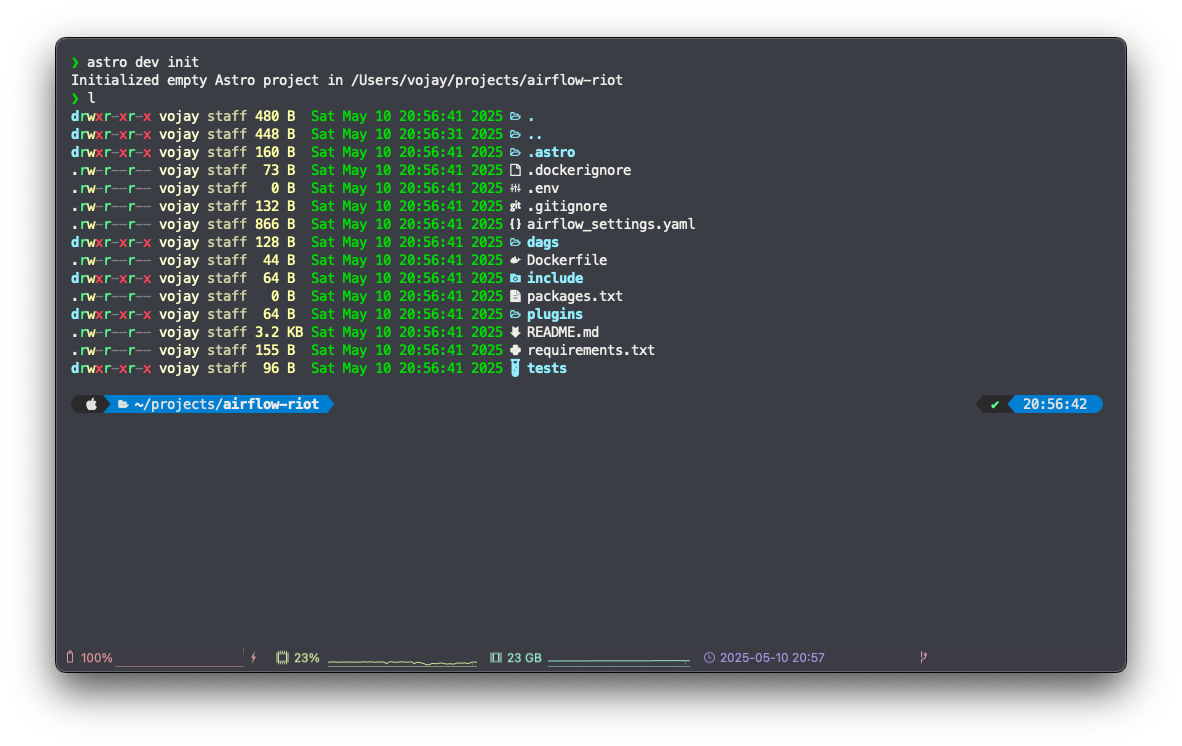 ❯ astro dev init
Initialized empty Astro project in /Users/vojay/projects/airflow-riot
❯ l
drwxr-xr-x vojay staff 480 B  Sat May 10 20:56:41 2025 .
drwxr-xr-x vojay staff 448 B  Sat May 10 20:56:31 2025 ..
drwxr-xr-x vojay staff 160 B  Sat May 10 20:56:41 2025 .astro
.rw-r--r-- vojay staff  73 B  Sat May 10 20:56:41 2025 .dockerignore
.rw-r--r-- vojay staff   0 B  Sat May 10 20:56:41 2025 .env
.rw-r--r-- vojay staff 132 B  Sat May 10 20:56:41 2025 .gitignore
.rw-r--r-- vojay staff 866 B  Sat May 10 20:56:41 2025 airflow_settings.yaml
drwxr-xr-x vojay staff 128 B  Sat May 10 20:56:41 2025 dags
.rw-r--r-- vojay staff  44 B  Sat May 10 20:56:41 2025 Dockerfile
drwxr-xr-x vojay staff  64 B  Sat May 10 20:56:41 2025 include
.rw-r--r-- vojay staff   0 B  Sat May 10 20:56:41 2025 packages.txt
drwxr-xr-x vojay staff  64 B  Sat May 10 20:56:41 2025 plugins
.rw-r--r-- vojay staff 3.2 KB Sat May 10 20:56:41 2025 README.md
.rw-r--r-- vojay staff 155 B  Sat May 10 20:56:41 2025 requirements.txt
drwxr-xr-x vojay staff  96 B  Sat May 10 20:56:41 2025 tests
~/projects/airflow-riot ✔ 20:56:42
100% 23% 23 GB 2025-05-10 20:57